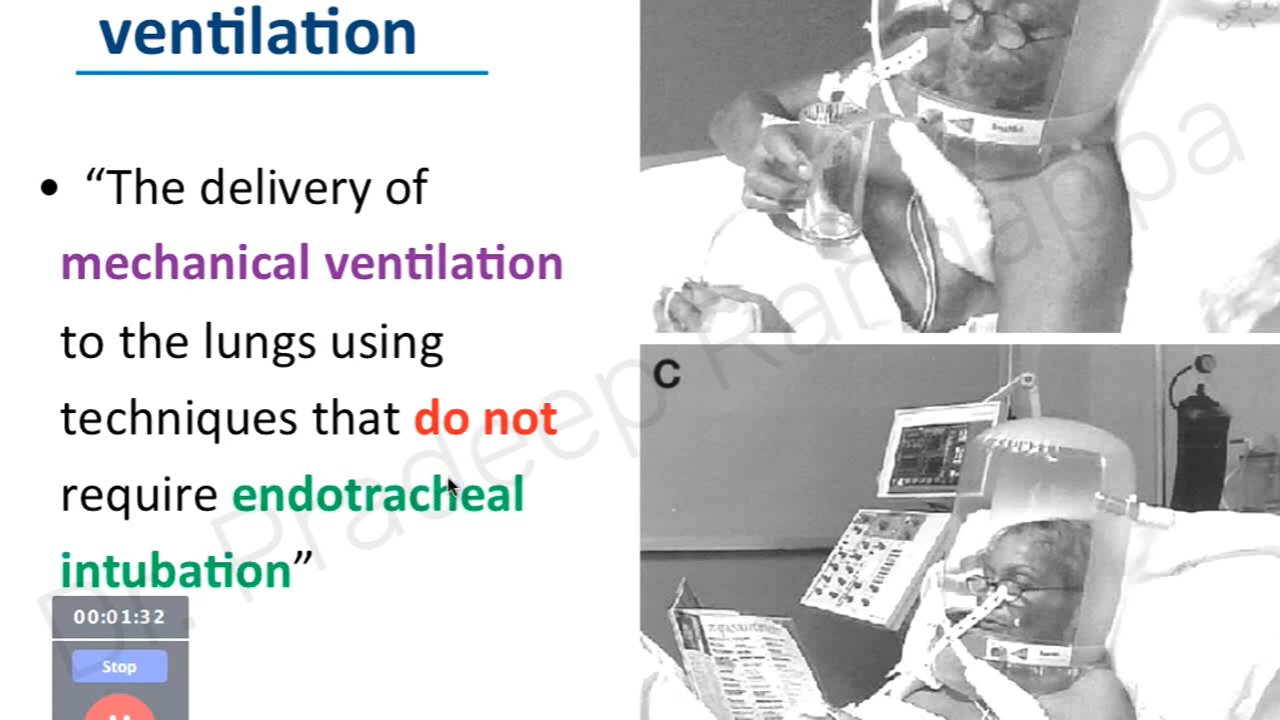 ventilation
• “The delivery of
mechanical ventilation
to the lungs using
techniques that do not
require endotracheal
intubation”
C
Dr. Pradeep Rangappa
00:01:32
Stop